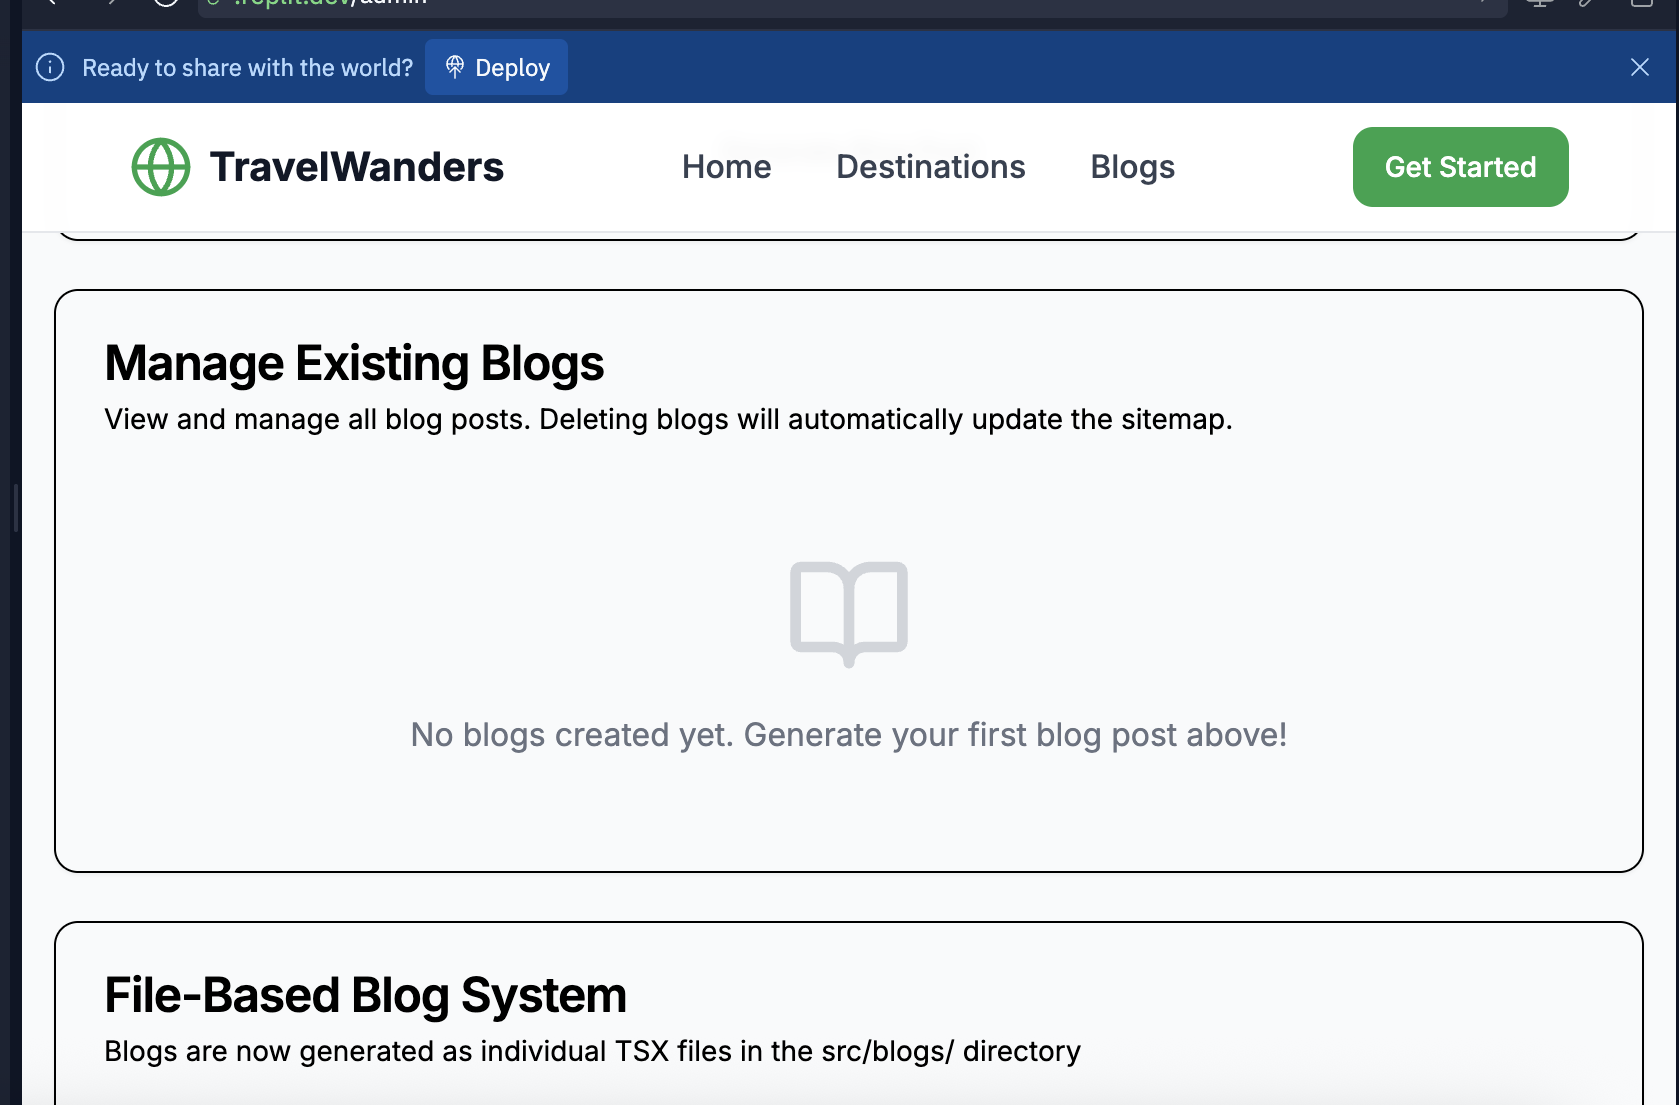 .replit.dev/admin
Ready to share with the world?
Deploy
TravelWanders
Home
Destinations
Blogs
Get Started
Manage Existing Blogs
View and manage all blog posts. Deleting blogs will automatically update the sitemap.
No blogs created yet. Generate your first blog post above!
File-Based Blog System
Blogs are now generated as individual TSX files in the src/blogs/ directory